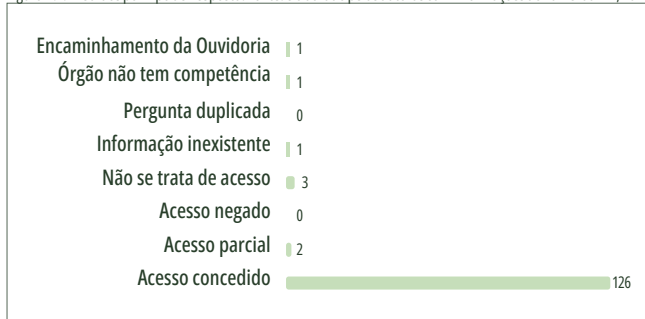 Encaminhamento da Ouvidoria 1
Órgão não tem competência 1
Pergunta duplicada 0
Informação inexistente 1
Não se trata de acesso 3
Acesso negado 0
Acesso parcial 2
Acesso concedido 126